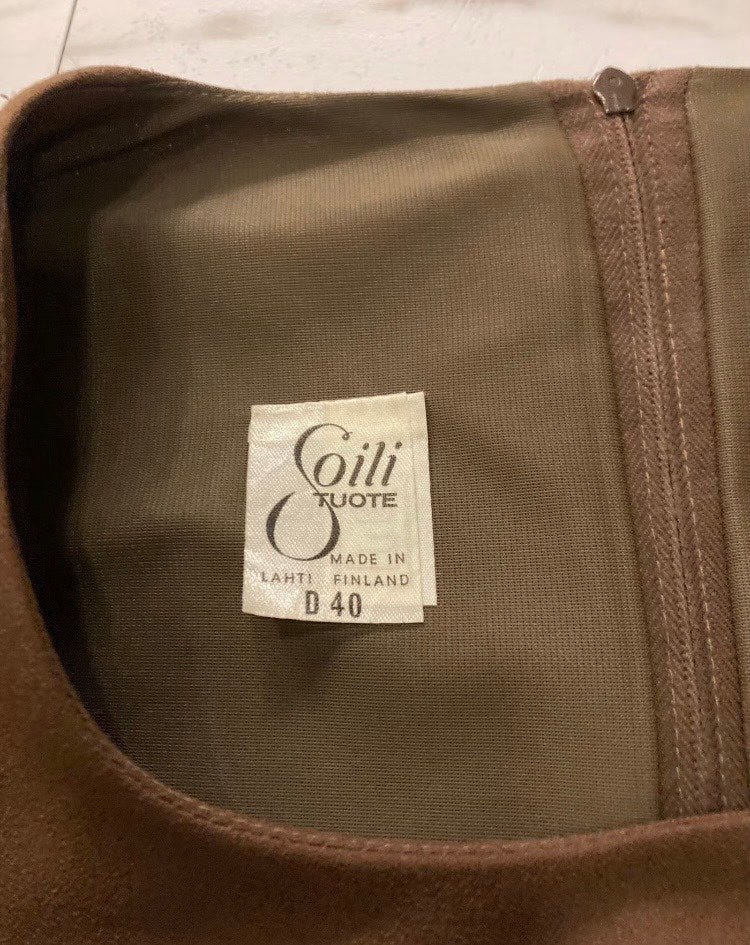 Soili
TUOTE
MADE IN
LAHTI FINLAND
D 40